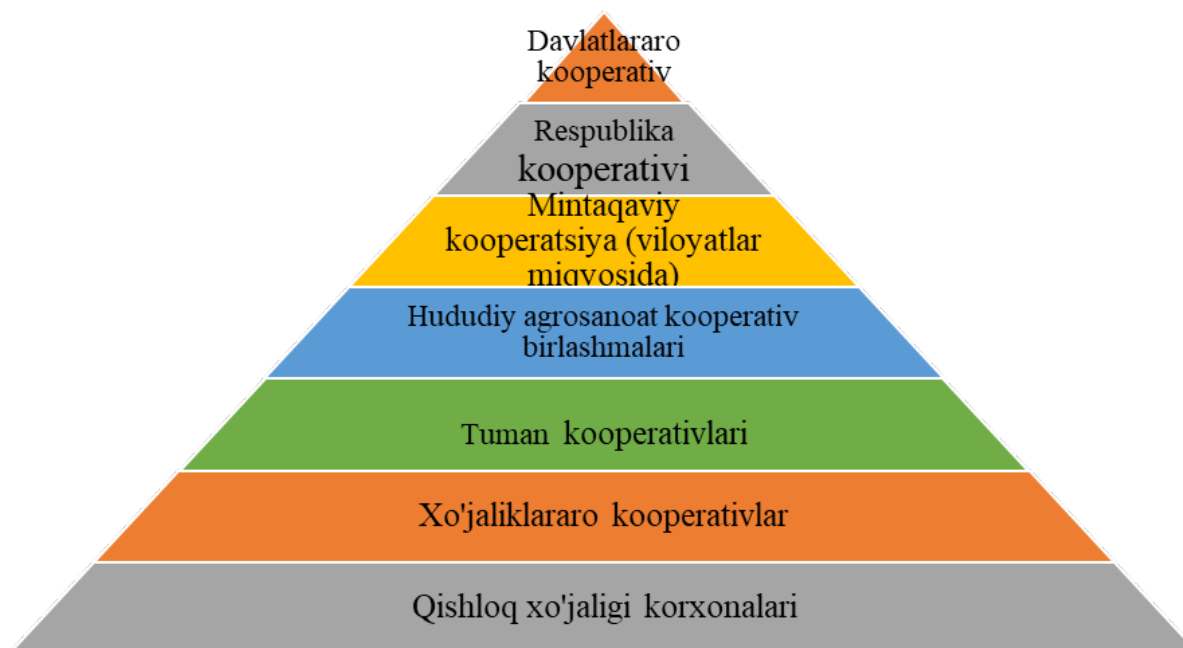 Davlatlararo
kooperativ
Respublika
kooperativi
Mintaqaviy
kooperatsiya (viloyatlar
miqyosida)
Hududiy agrosanoat kooperativ
birlashmalari
Tuman kooperativlari
Xo'jaliklararo kooperativlar
Qishloq xo'jaligi korxonalari